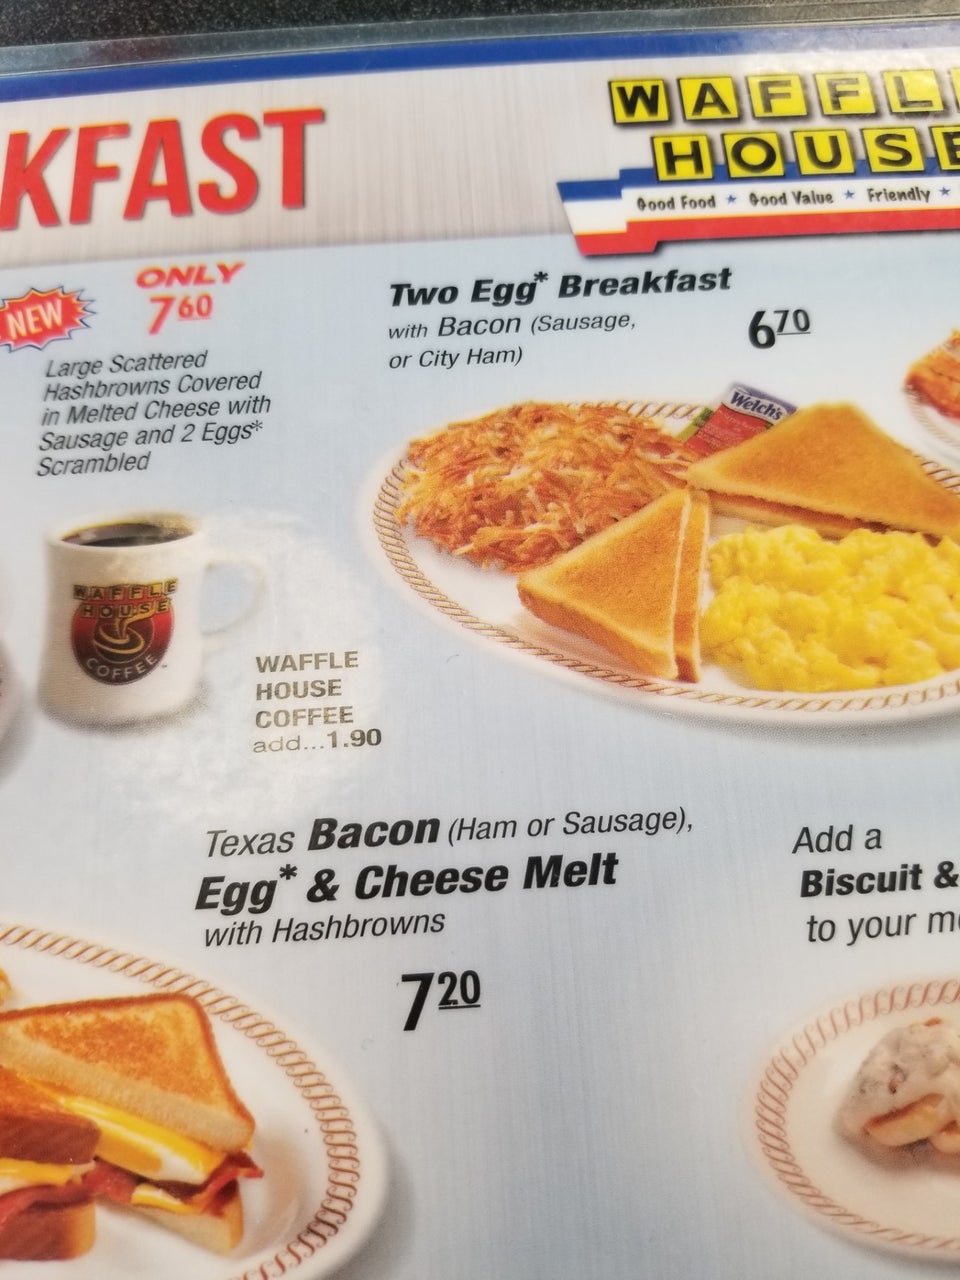 KFAST
WAFFLE
HOUSE
Good Food ★ Good Value ★ Friendly ★
NEW
ONLY
7 60
Large Scattered
Hashbrowns Covered
in Melted Cheese with
Sausage and 2 Eggs*
Scrambled
Two Egg* Breakfast
with Bacon (Sausage,
or City Ham)
6 70
Welch's
WAFFLE
HOUSE
COFFEE
WAFFLE
HOUSE
COFFEE
add...1.90
Texas Bacon (Ham or Sausage),
Egg* & Cheese Melt
with Hashbrowns
7 20
Add a
Biscuit &
to your